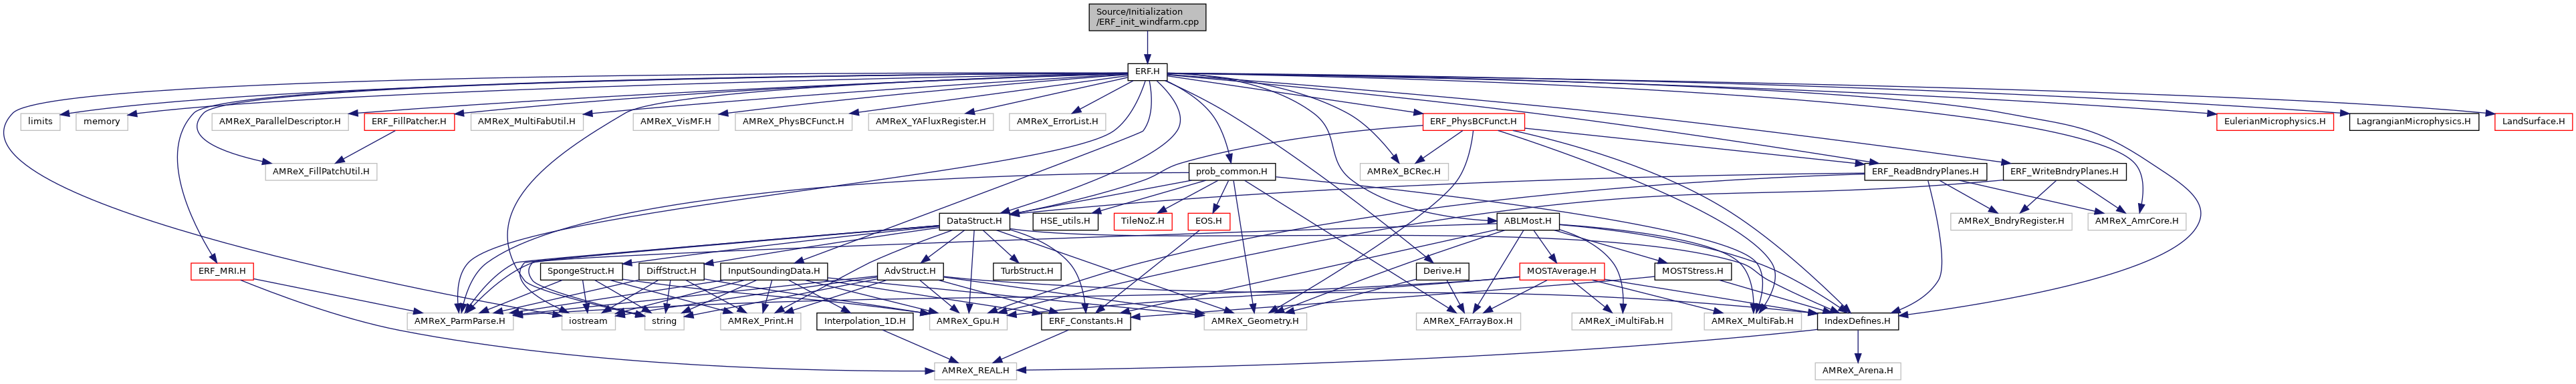 Source/Initialization
/ERF_init_windfarm.cpp
ERF.H
limits
memory
AMReX_ParallelDescriptor.H
ERF_FillPatcher.H
AMReX_MultiFabUtil.H
AMReX_VisMF.H
AMReX_PhysBCFunct.H
AMReX_YAFluxRegister.H
AMReX_ErrorList.H
ERF_PhysBCFunct.H
EulerianMicrophysics.H
LagrangianMicrophysics.H
LandSurface.H
AMReX_FillPatchUtil.H
prob_common.H
AMReX_BCRec.H
ERF_ReadBndryPlanes.H
ERF_WriteBndryPlanes.H
DataStruct.H
HSE_utils.H
TileNoZ.H
EOS.H
ABLMost.H
AMReX_BndryRegister.H
AMReX_AmrCore.H
ERF_MRI.H
SpongeStruct.H
DiffStruct.H
InputSoundingData.H
AdvStruct.H
TurbStruct.H
Derive.H
MOSTAverage.H
MOSTStress.H
AMReX_ParmParse.H
iostream
string
AMReX_Print.H
Interpolation_1D.H
AMReX_Gpu.H
ERF_Constants.H
AMReX_Geometry.H
AMReX_FArrayBox.H
AMReX_iMultiFab.H
AMReX_MultiFab.H
IndexDefines.H
AMReX_REAL.H
AMReX_Arena.H